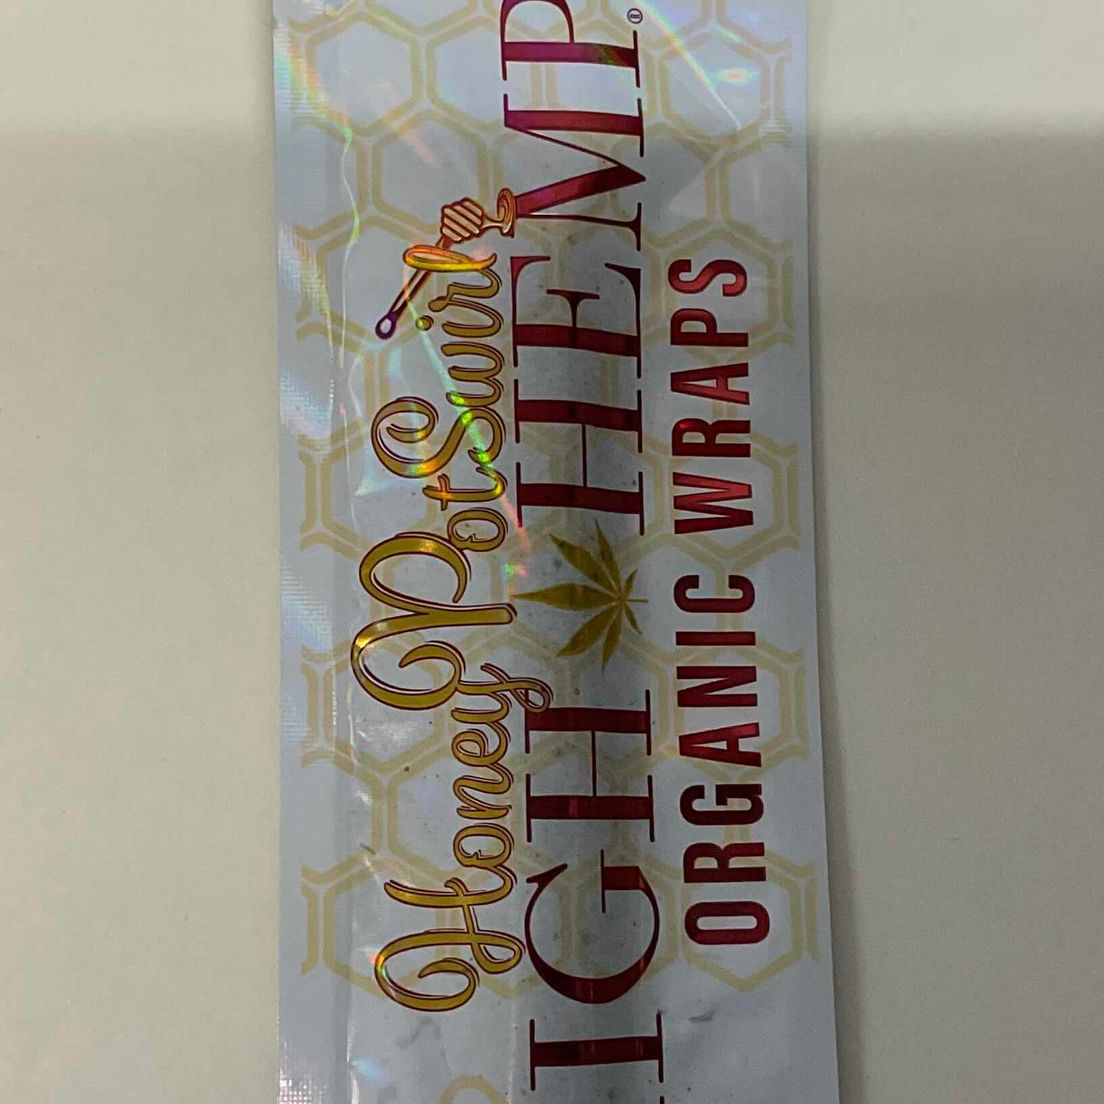 Honey Pot Swirl
IGH HEMP®
ORGANIC WRAPS